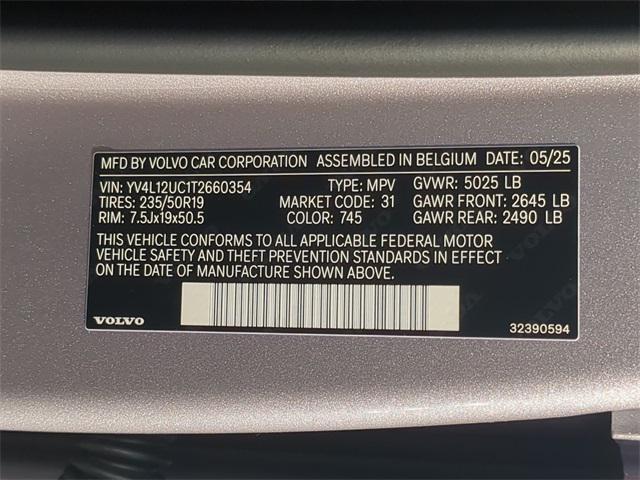 MFD BY VOLVO CAR CORPORATION ASSEMBLED IN BELGIUM DATE: 05/25
VIN: YV4L12UC1T2660354 TYPE: MPV GVWR: 5025 LB
TIRES: 235/50R19 MARKET CODE: 31 GAWR FRONT: 2645 LB
RIM: 7.5Jx19x50.5 COLOR: 745 GAWR REAR: 2490 LB
THIS VEHICLE CONFORMS TO ALL APPLICABLE FEDERAL MOTOR
VEHICLE SAFETY AND THEFT PREVENTION STANDARDS IN EFFECT
ON THE DATE OF MANUFACTURE SHOWN ABOVE.
VOLVO 32390594